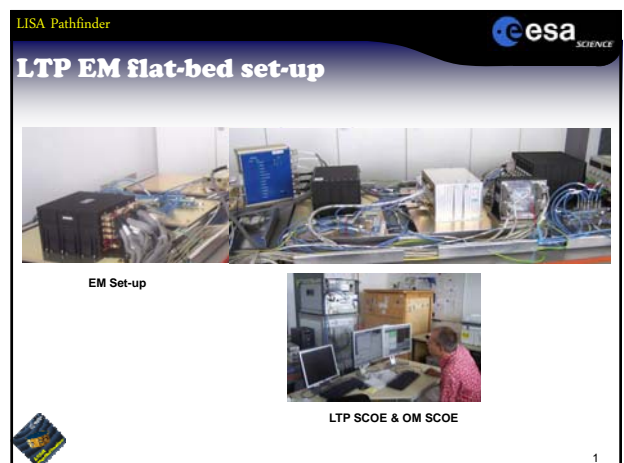 LISA Pathfinder
esa
SCIENCE
LTP EM flat-bed set-up
EM Set-up
LTP SCOE & OM SCOE
1